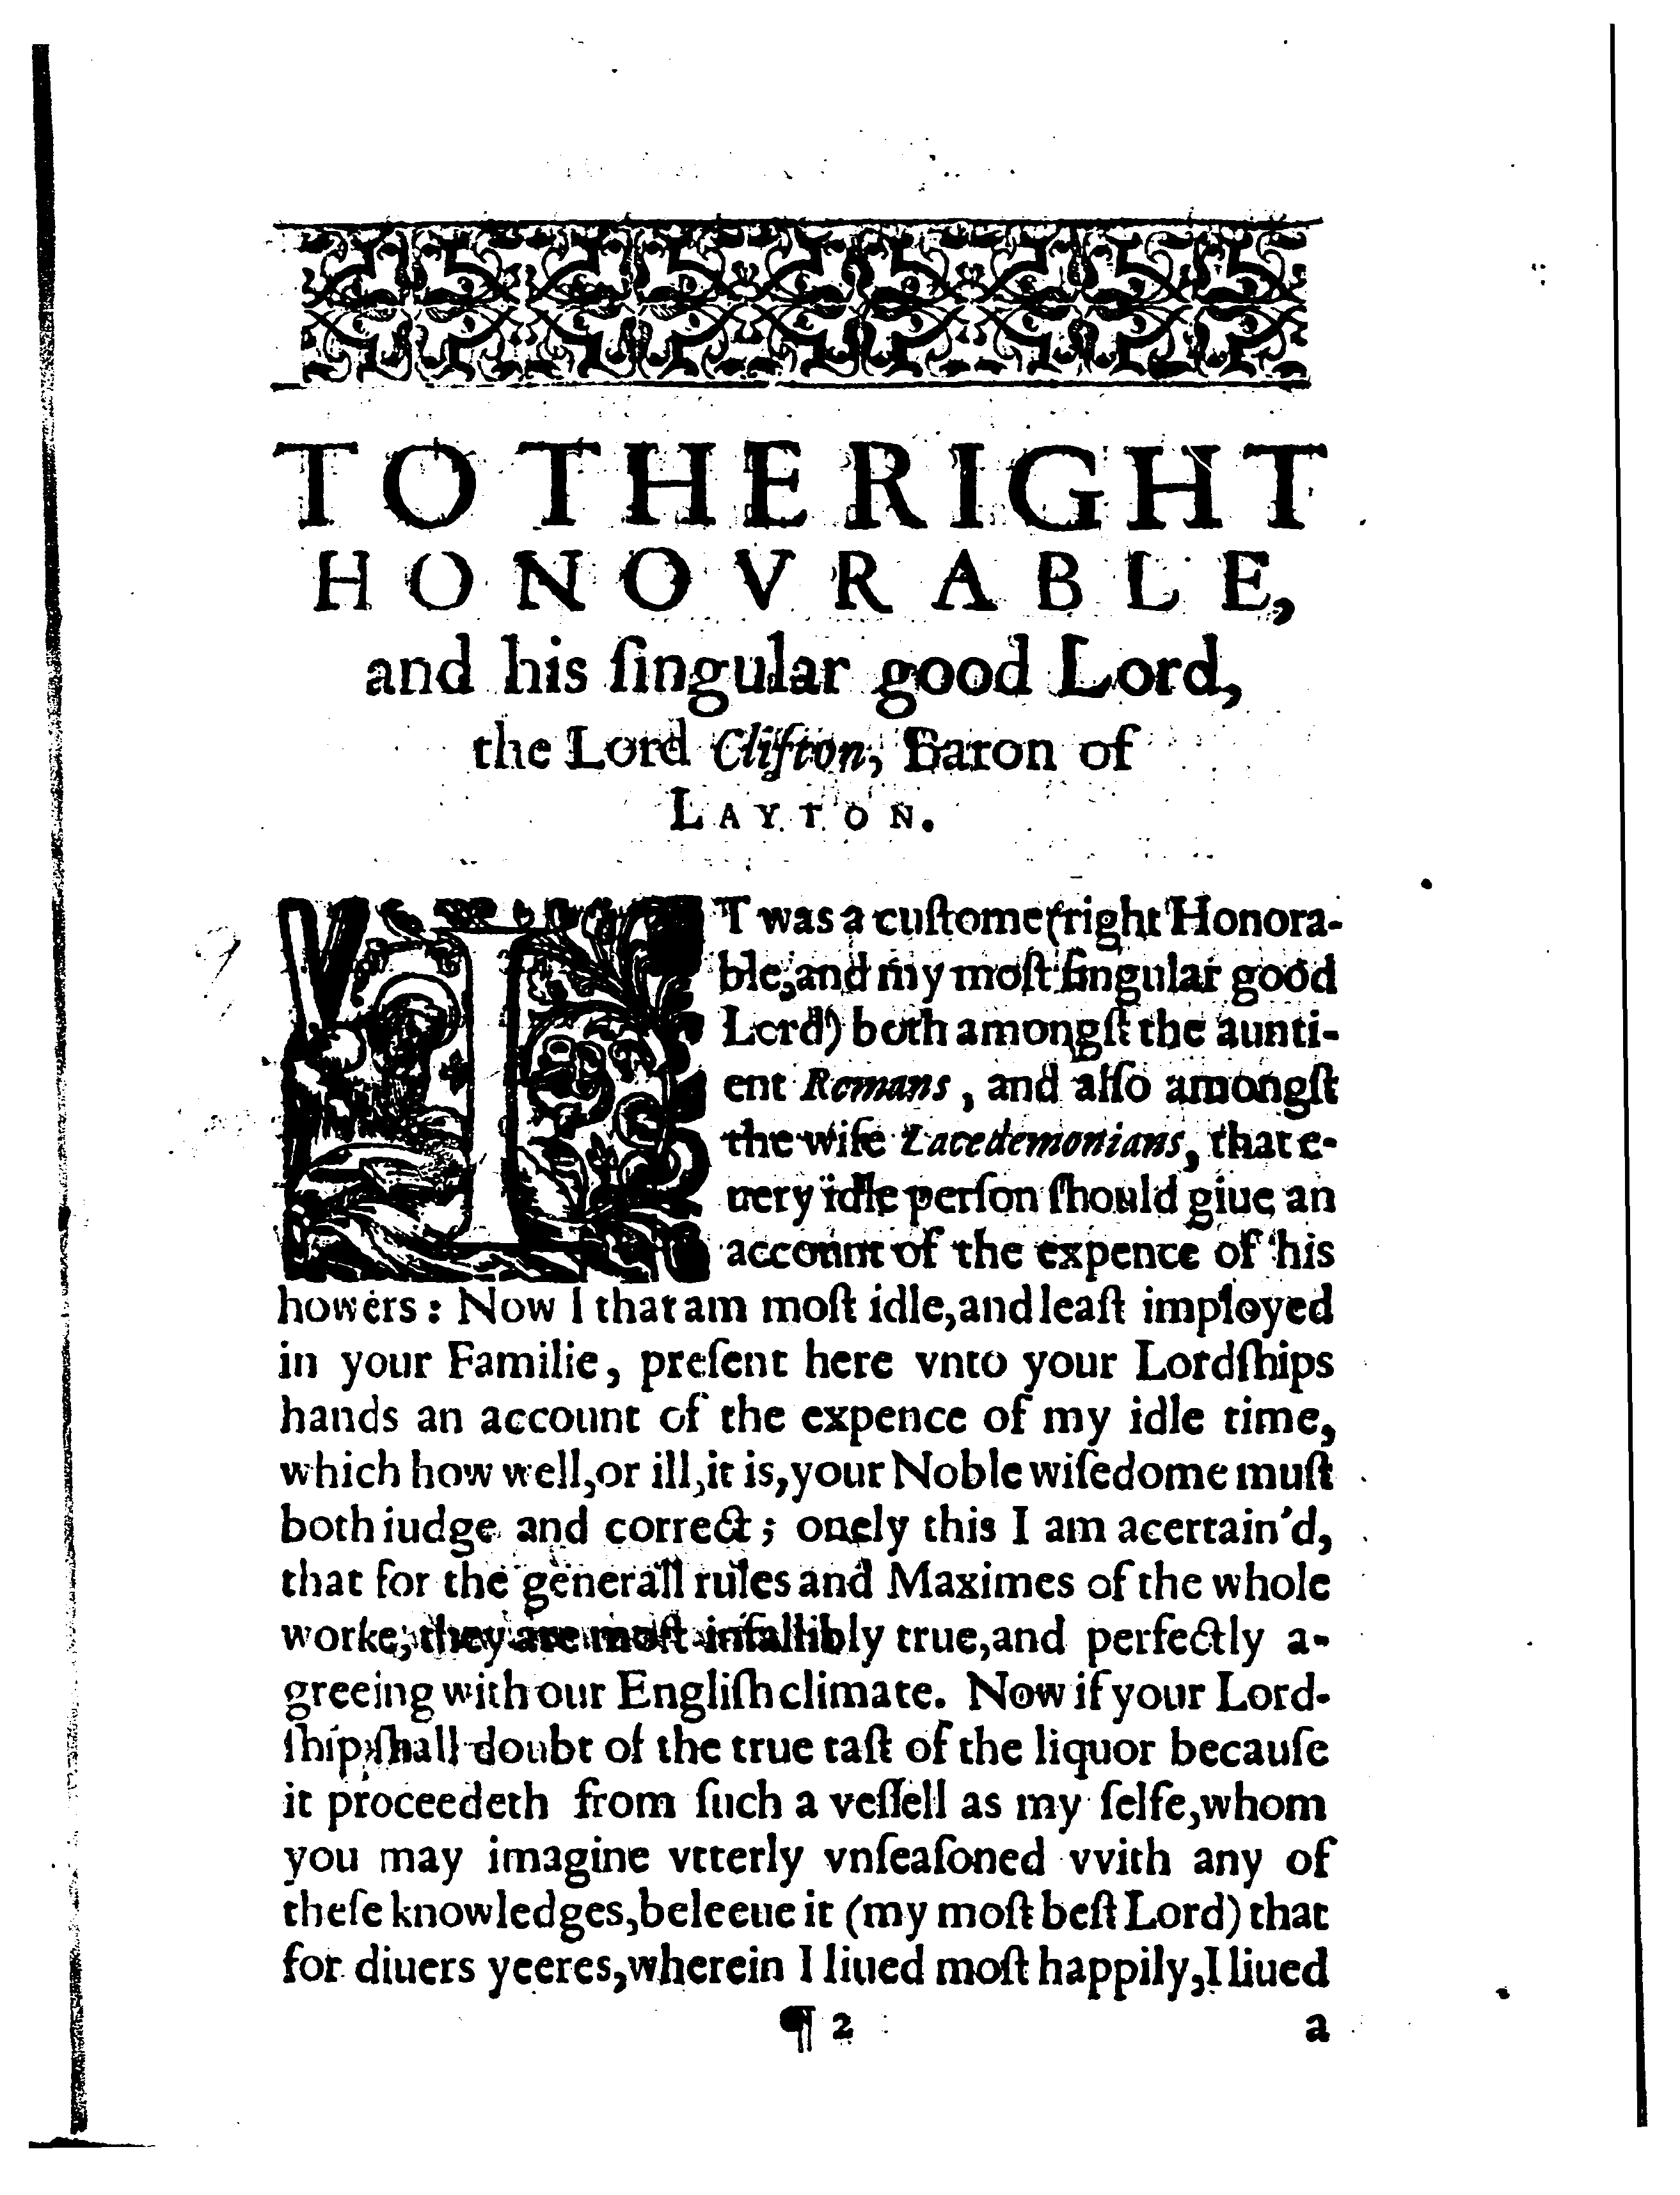 TO THE RIGHT
HONOVRABLE,
and his ſingular good Lord,
the Lord Clifton, Baron of
LAYTON.
IT was a cuſtome (right Honora-
ble, and my moſt ſingular good
Lord) both amongſt the aunti-
ent Romans, and alſo amongſt
the wiſe Lacedemonians, that e-
uery idle perſon ſhould giue an
account of the expence of his
howers: Now I that am moſt idle, and leaſt imployed
in your Familie, preſent here vnto your Lordſhips
hands an account of the expence of my idle time,
which how well, or ill, it is, your Noble wiſedome muſt
both iudge and correct; onely this I am acertain'd,
that for the generall rules and Maximes of the whole
worke, they are moſt infallibly true, and perfectly a-
greeing with our Engliſh climate. Now if your Lord-
ſhip ſhall doubt of the true taſt of the liquor becauſe
it proceedeth from ſuch a veſſell as my ſelfe, whom
you may imagine vtterly vnſeaſoned vvith any of
theſe knowledges, beleeue it (my moſt beſt Lord) that
for diuers yeeres, wherein I liued moſt happily, I liued
¶ 2 a